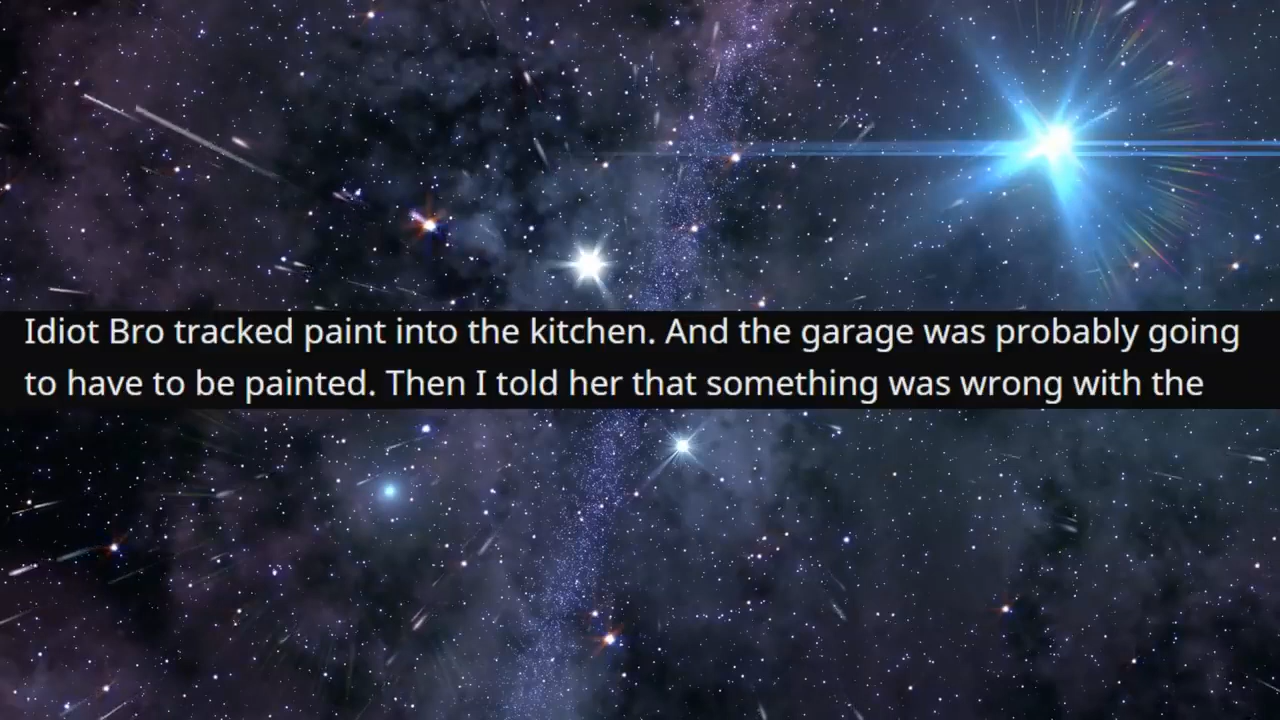 Idiot Bro tracked paint into the kitchen. And the garage was probably going
to have to be painted. Then I told her that something was wrong with the